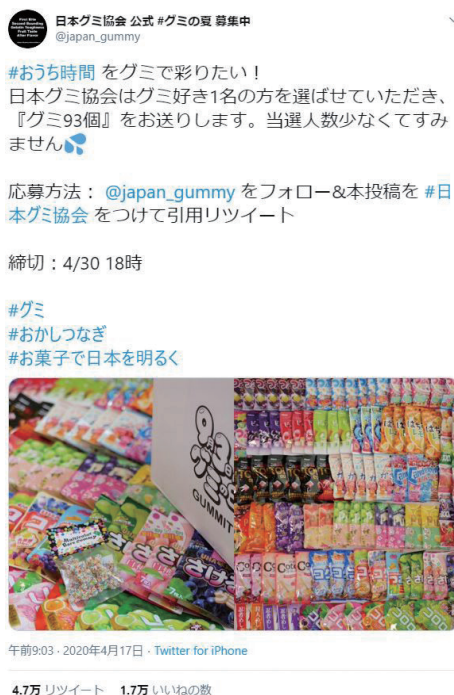 日本グミ協会 公式 #グミの夏 募集中
@japan_gummy
#おうち時間 をグミで彩りたい！
日本グミ協会はグミ好き1名の方を選ばせていただき、
『グミ93個』をお送りします。当選人数少なくてすみ
ません💦
応募方法： @japan_gummy をフォロー&本投稿を #日
本グミ協会 をつけて引用リツイート
締切：4/30 18時
#グミ
#おかしつなぎ
#お菓子で日本を明るく
GUMMIT
さけるグミ
午前9:03 · 2020年4月17日 · Twitter for iPhone
4.7万 リツイート 1.7万 いいねの数